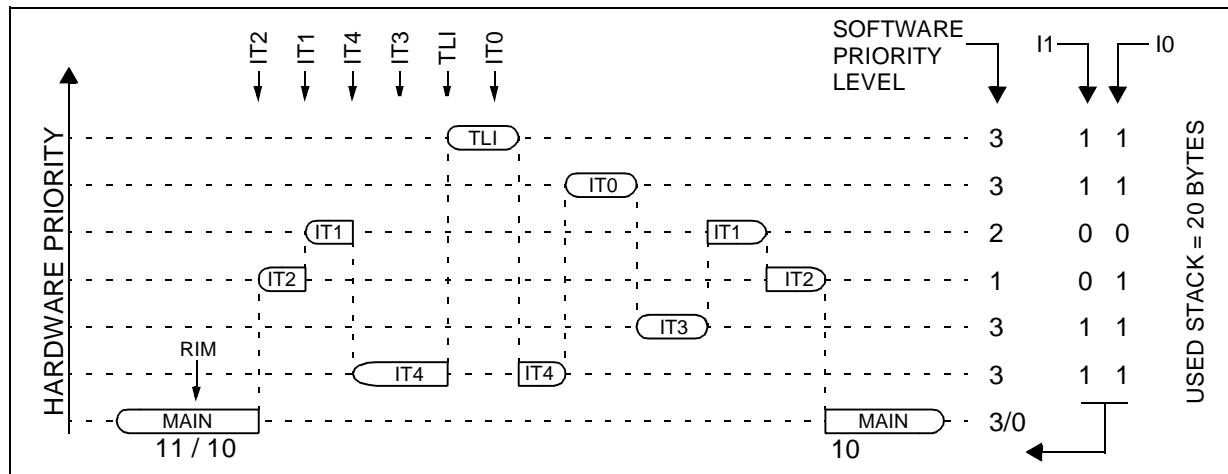 IT2
IT1
IT4
IT3
TLI
IT0
SOFTWARE
PRIORITY
LEVEL
I1
I0
HARDWARE PRIORITY
TLI
3
1 1
IT0
3
1 1
IT1
IT1
2
0 0
IT2
IT2
1
0 1
IT3
3
1 1
RIM
IT4
IT4
3
1 1
MAIN
MAIN
3/0
11 / 10
10
USED STACK = 20 BYTES